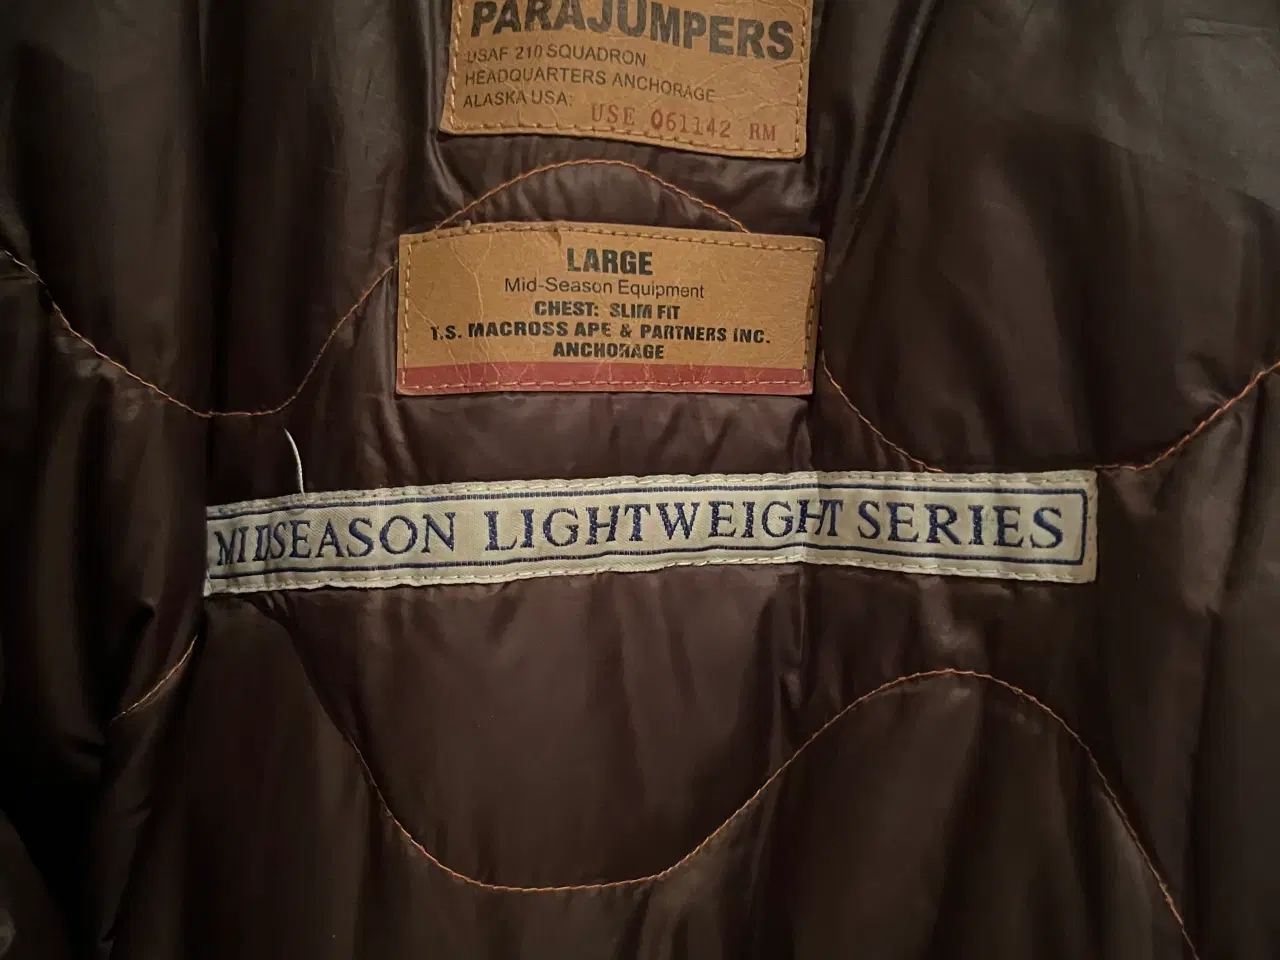 PARAJUMPERS
USAF 210 SQUADRON
HEADQUARTERS ANCHORAGE
ALASKA USA; USE 061142 RM
LARGE
Mid-Season Equipment
CHEST: SLIM FIT
T.S. MACROSS APE & PARTNERS INC.
ANCHORAGE
MIDSEASON LIGHTWEIGHT SERIES